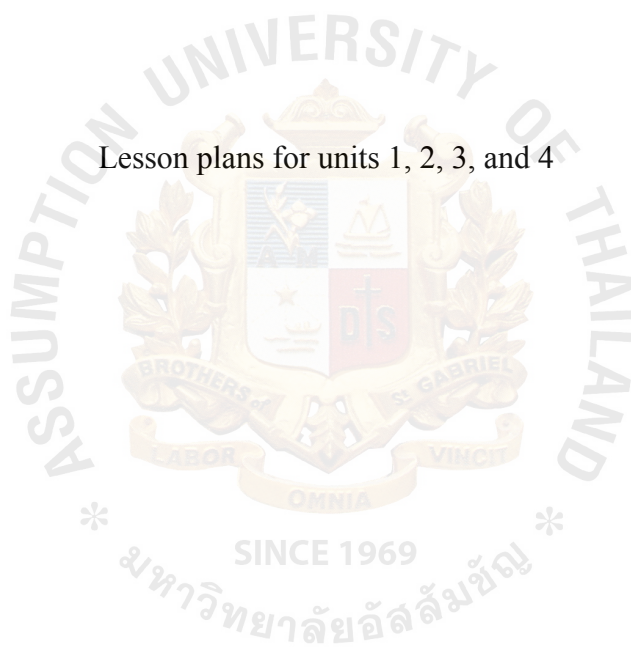 ASSUMPTION UNIVERSITY OF THAILAND
Lesson plans for units 1, 2, 3, and 4
A M
D S
BROTHERS of St GABRIEL
LABOR OMNIA VINCIT
* SINCE 1969 *
มหาวิทยาลัยอัสสัมชัญ